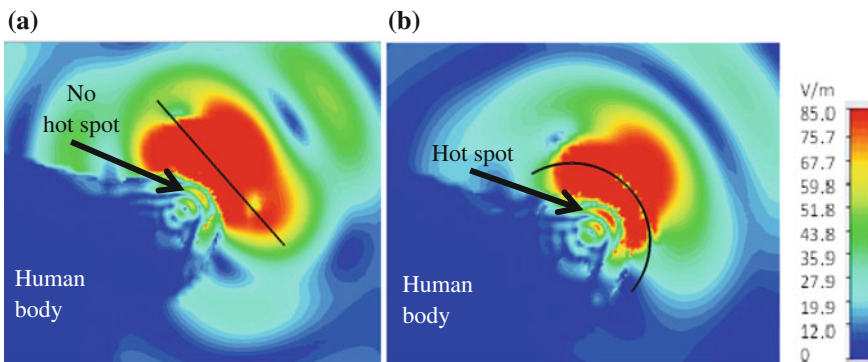 (a)
No
hot spot
Human
body
(b)
Hot spot
Human
body
V/m
85.0
75.7
67.7
59.8
51.8
43.8
35.9
27.9
19.9
12.0
0